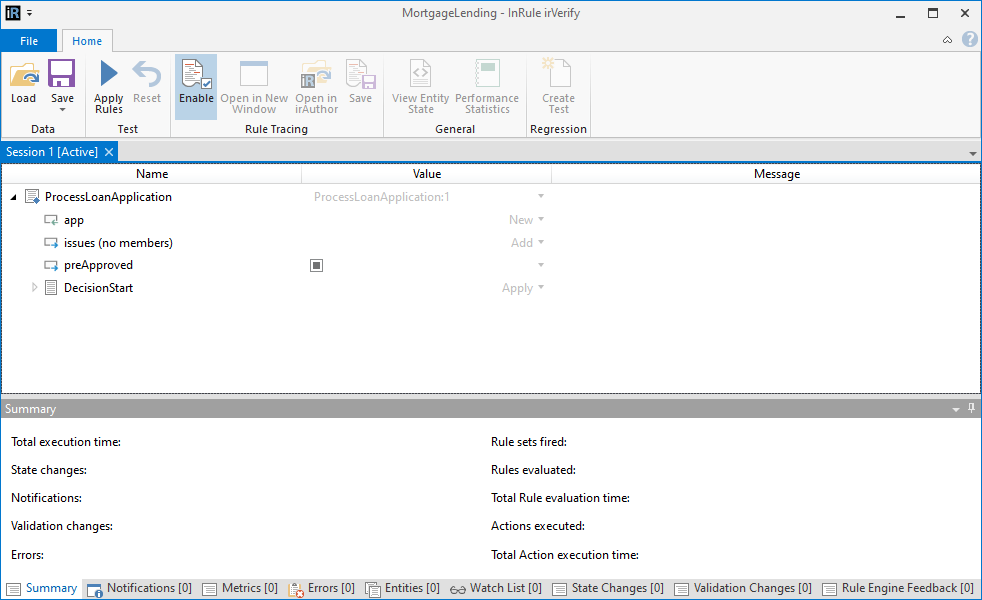 iR MortgageLending - InRule irVerify
File Home ?
Load Save Apply Rules Reset Enable Open in New Window Open in irAuthor Save View Entity State Performance Statistics Create Test
Data Test Rule Tracing General Regression
Session 1 [Active]
Name Value Message
ProcessLoanApplication ProcessLoanApplication:1
app New
issues (no members) Add
preApproved
DecisionStart Apply
Summary
Total execution time: Rule sets fired:
State changes: Rules evaluated:
Notifications: Total Rule evaluation time:
Validation changes: Actions executed:
Errors: Total Action execution time:
Summary Notifications [0] Metrics [0] Errors [0] Entities [0] Watch List [0] State Changes [0] Validation Changes [0] Rule Engine Feedback [0]